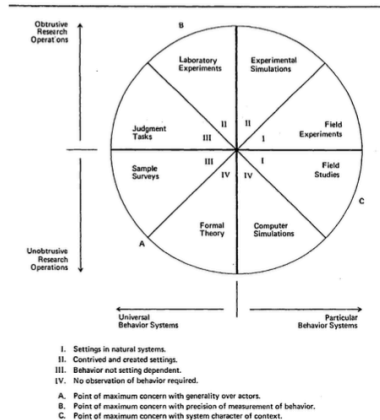 Obtrusive
Research
Operations
B
Laboratory
Experiments
Experimental
Simulations
II
II
Judgment
Tasks
III
I
Field
Experiments
Sample
Surveys
III
I
Field
Studies
IV
IV
C
A
Formal
Theory
Computer
Simulations
Unobtrusive
Research
Operations
Universal
Behavior Systems
Particular
Behavior Systems
I. Settings in natural systems.
II. Contrived and created settings.
III. Behavior not setting dependent.
IV. No observation of behavior required.
A. Point of maximum concern with generality over actors.
B. Point of maximum concern with precision of measurement of behavior.
C. Point of maximum concern with system character of context.